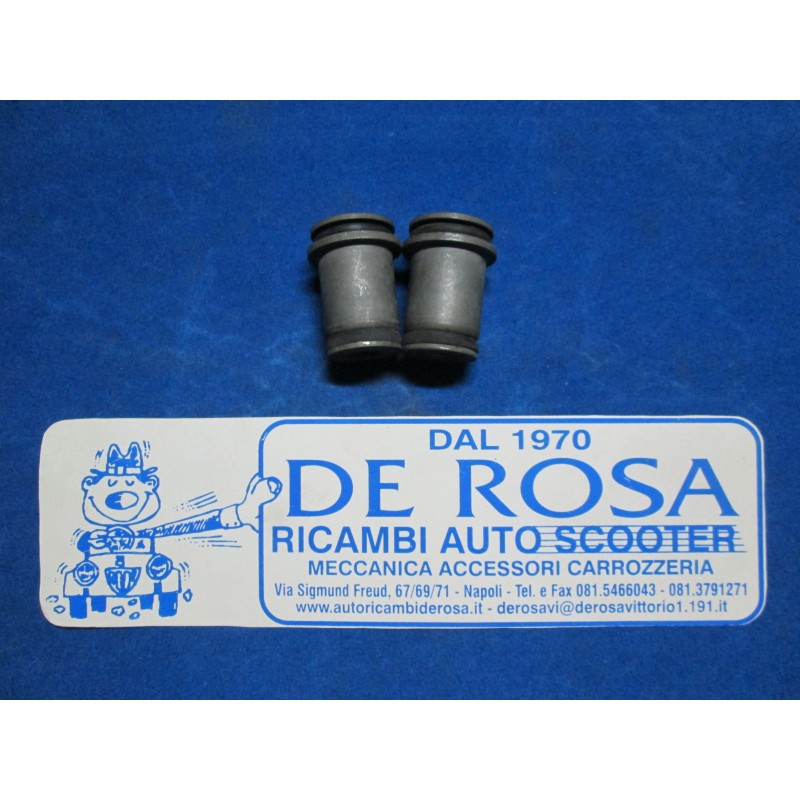 DAL 1970
DE ROSA
RICAMBI AUTO SCOOTER
MECCANICA ACCESSORI CARROZZERIA
Via Sigmund Freud, 67/69/71 - Napoli - Tel. e Fax 081.5466043 - 081.3791271
www.autoricambiderosa.it - derosavi@derosavittorio1.191.it